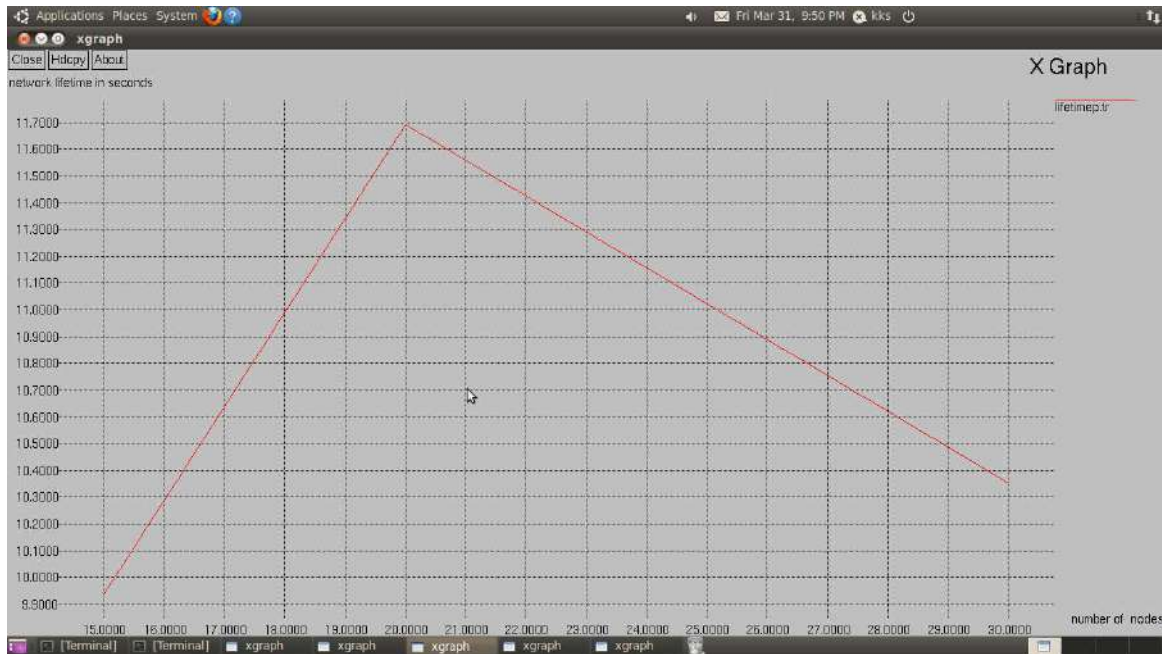 Applications Places System
Fri Mar 31, 9:50 PM kks
xgraph
Close Hdcpy About
X Graph
network lifetime in seconds
lifetimep.tr
11.7000
11.6000
11.5000
11.4000
11.3000
11.2000
11.1000
11.0000
10.9000
10.8000
10.7000
10.6000
10.5000
10.4000
10.3000
10.2000
10.1000
10.0000
9.9000
number of nodes
15.0000 16.0000 17.0000 18.0000 19.0000 20.0000 21.0000 22.0000 23.0000 24.0000 25.0000 26.0000 27.0000 28.0000 29.0000 30.0000
[Terminal] [Terminal] xgraph xgraph xgraph xgraph xgraph